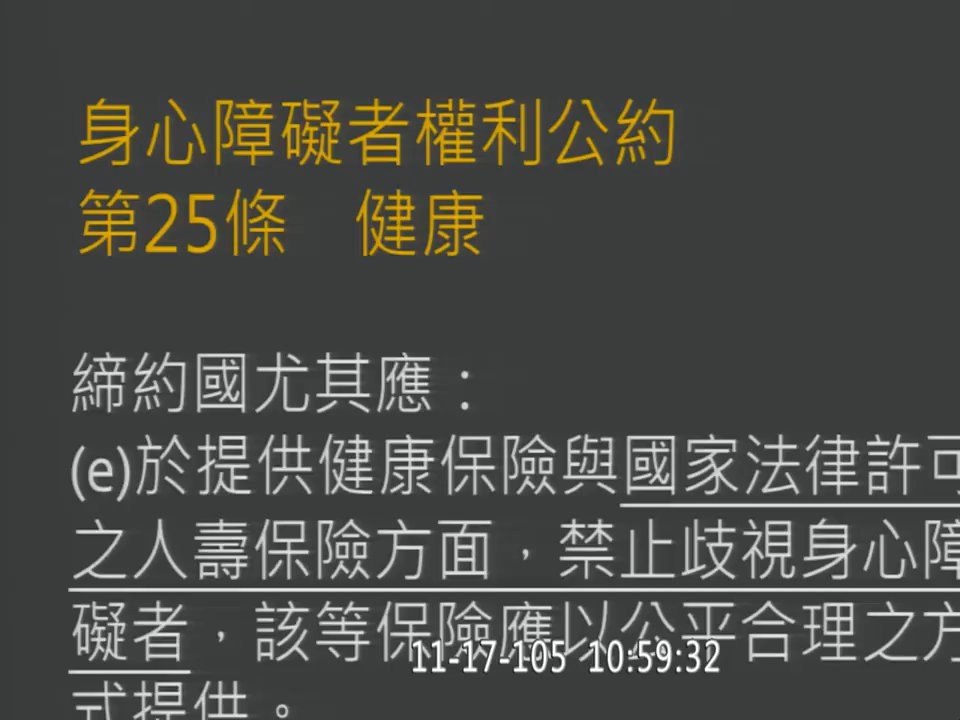 身心障礙者權利公約
第25條　健康
締約國尤其應：
(e)於提供健康保險與國家法律許可
之人壽保險方面，禁止歧視身心障
礙者，該等保險應以公平合理之方
式提供。
11-17-105 10:59:32